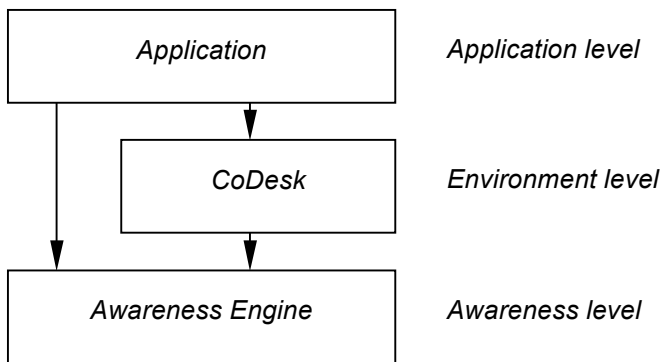 Application Application level
CoDesk Environment level
Awareness Engine Awareness level